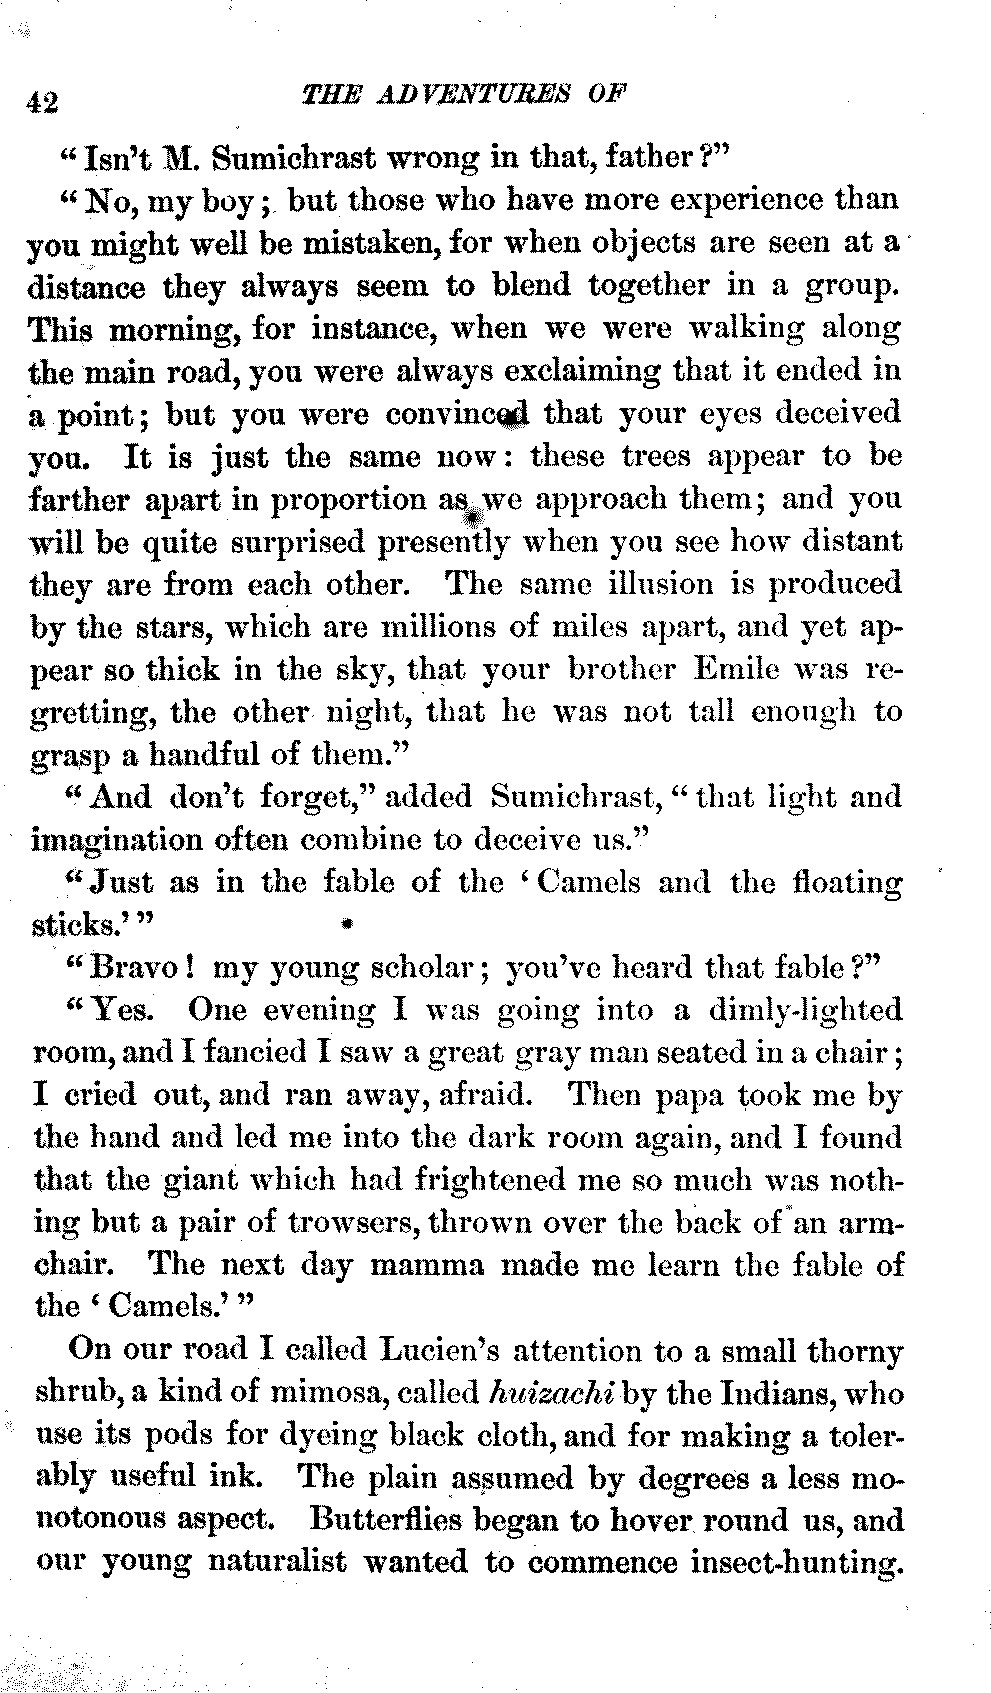 42 THE ADVENTURES OF
"Isn't M. Sumichrast wrong in that, father?"
"No, my boy; but those who have more experience than
you might well be mistaken, for when objects are seen at a
distance they always seem to blend together in a group.
This morning, for instance, when we were walking along
the main road, you were always exclaiming that it ended in
a point; but you were convinced that your eyes deceived
you. It is just the same now: these trees appear to be
farther apart in proportion as we approach them; and you
will be quite surprised presently when you see how distant
they are from each other. The same illusion is produced
by the stars, which are millions of miles apart, and yet ap-
pear so thick in the sky, that your brother Emile was re-
gretting, the other night, that he was not tall enough to
grasp a handful of them."
"And don't forget," added Sumichrast, "that light and
imagination often combine to deceive us."
"Just as in the fable of the 'Camels and the floating
sticks.'"
"Bravo! my young scholar; you've heard that fable?"
"Yes. One evening I was going into a dimly-lighted
room, and I fancied I saw a great gray man seated in a chair;
I cried out, and ran away, afraid. Then papa took me by
the hand and led me into the dark room again, and I found
that the giant which had frightened me so much was noth-
ing but a pair of trowsers, thrown over the back of an arm-
chair. The next day mamma made me learn the fable of
the 'Camels.'"
On our road I called Lucien's attention to a small thorny
shrub, a kind of mimosa, called huizachi by the Indians, who
use its pods for dyeing black cloth, and for making a toler-
ably useful ink. The plain assumed by degrees a less mo-
notonous aspect. Butterflies began to hover round us, and
our young naturalist wanted to commence insect-hunting.